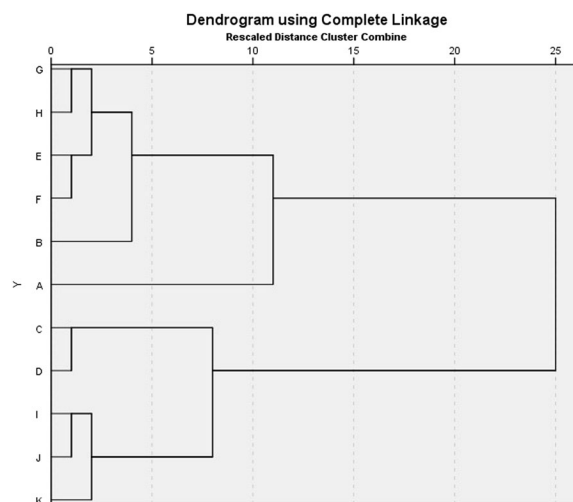 Dendrogram using Complete Linkage
Rescaled Distance Cluster Combine
0 5 10 15 20 25
G
H
E
F
B
A
Y
C
D
I
J
K